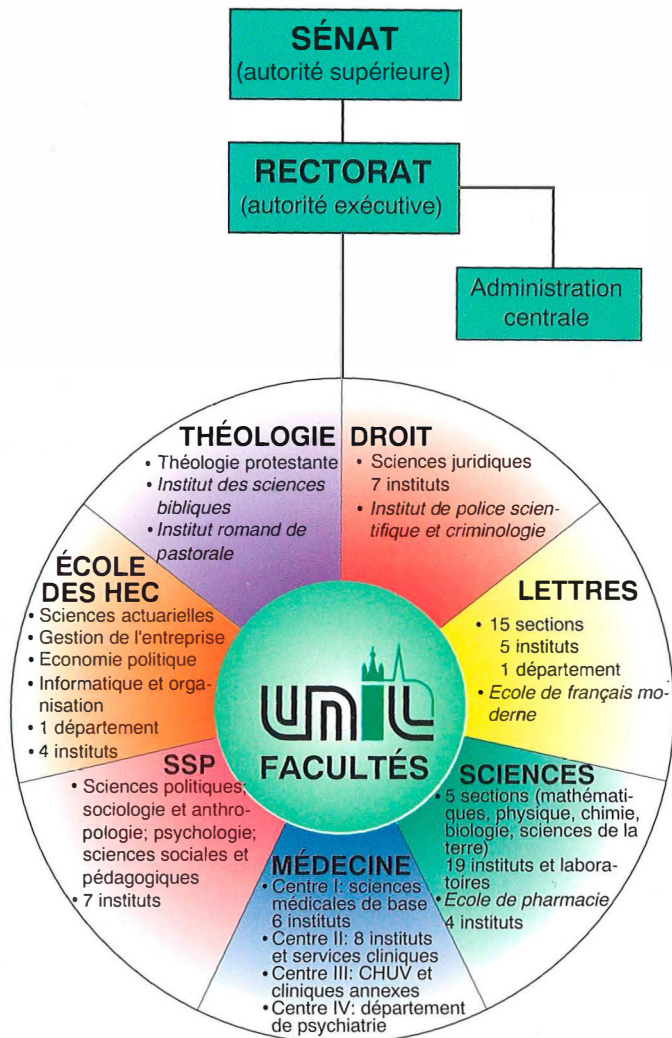 SÉNAT
(autorité supérieure)
RECTORAT
(autorité exécutive)
Administration
centrale
THÉOLOGIE
• Théologie protestante
• Institut des sciences
bibliques
• Institut romand de
pastorale
DROIT
• Sciences juridiques
7 instituts
• Institut de police scien-
tifique et criminologie
ÉCOLE
DES HEC
• Sciences actuarielles
• Gestion de l'entreprise
• Economie politique
• Informatique et orga-
nisation
• 1 département
• 4 instituts
LETTRES
• 15 sections
5 instituts
1 département
• Ecole de français mo-
derne
UNIL
FACULTÉS
SSP
• Sciences politiques;
sociologie et anthro-
pologie; psychologie;
sciences sociales et
pédagogiques
• 7 instituts
SCIENCES
• 5 sections (mathémati-
ques, physique, chimie,
biologie, sciences de la
terre)
19 instituts et labora-
toires
• Ecole de pharmacie
4 instituts
MÉDECINE
• Centre I: sciences
médicales de base
6 instituts
• Centre II: 8 instituts
et services cliniques
• Centre III: CHUV et
cliniques annexes
• Centre IV: département
de psychiatrie